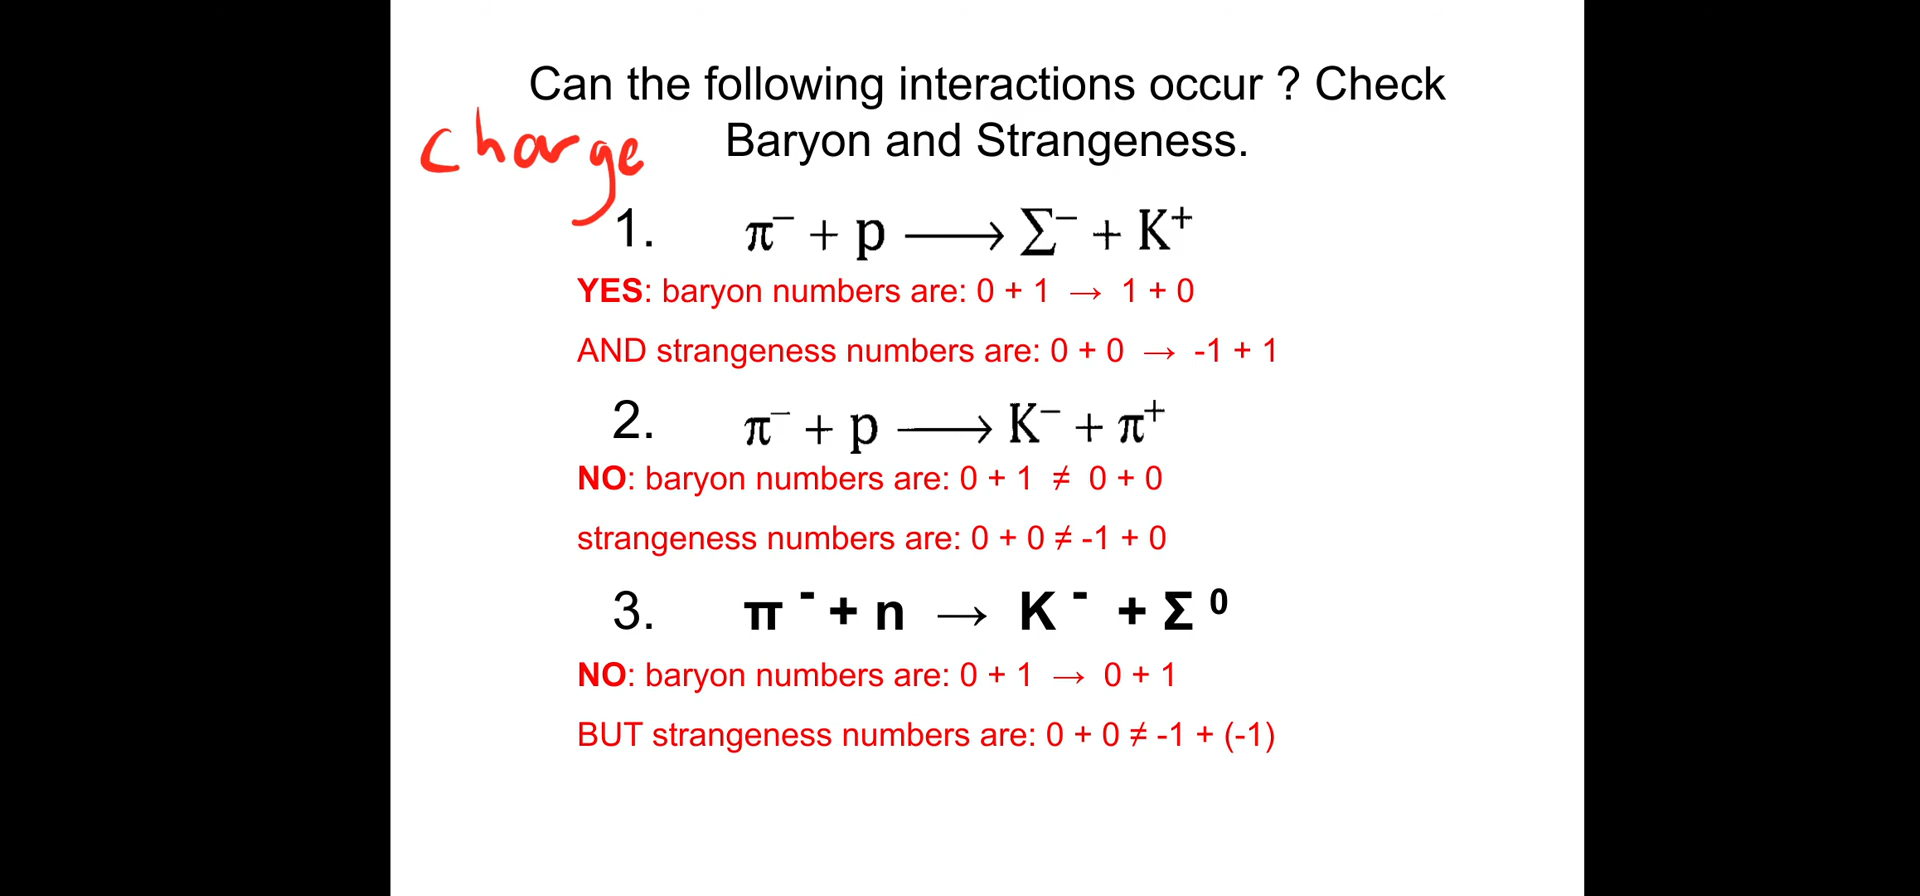 Can the following interactions occur ? Check
Baryon and Strangeness.
charge
1. π⁻ + p ⟶ Σ⁻ + K⁺
YES: baryon numbers are: 0 + 1 → 1 + 0
AND strangeness numbers are: 0 + 0 → -1 + 1
2. π⁻ + p ⟶ K⁻ + π⁺
NO: baryon numbers are: 0 + 1 ≠ 0 + 0
strangeness numbers are: 0 + 0 ≠ -1 + 0
3. π ⁻ + n → K ⁻ + Σ ⁰
NO: baryon numbers are: 0 + 1 → 0 + 1
BUT strangeness numbers are: 0 + 0 ≠ -1 + (-1)